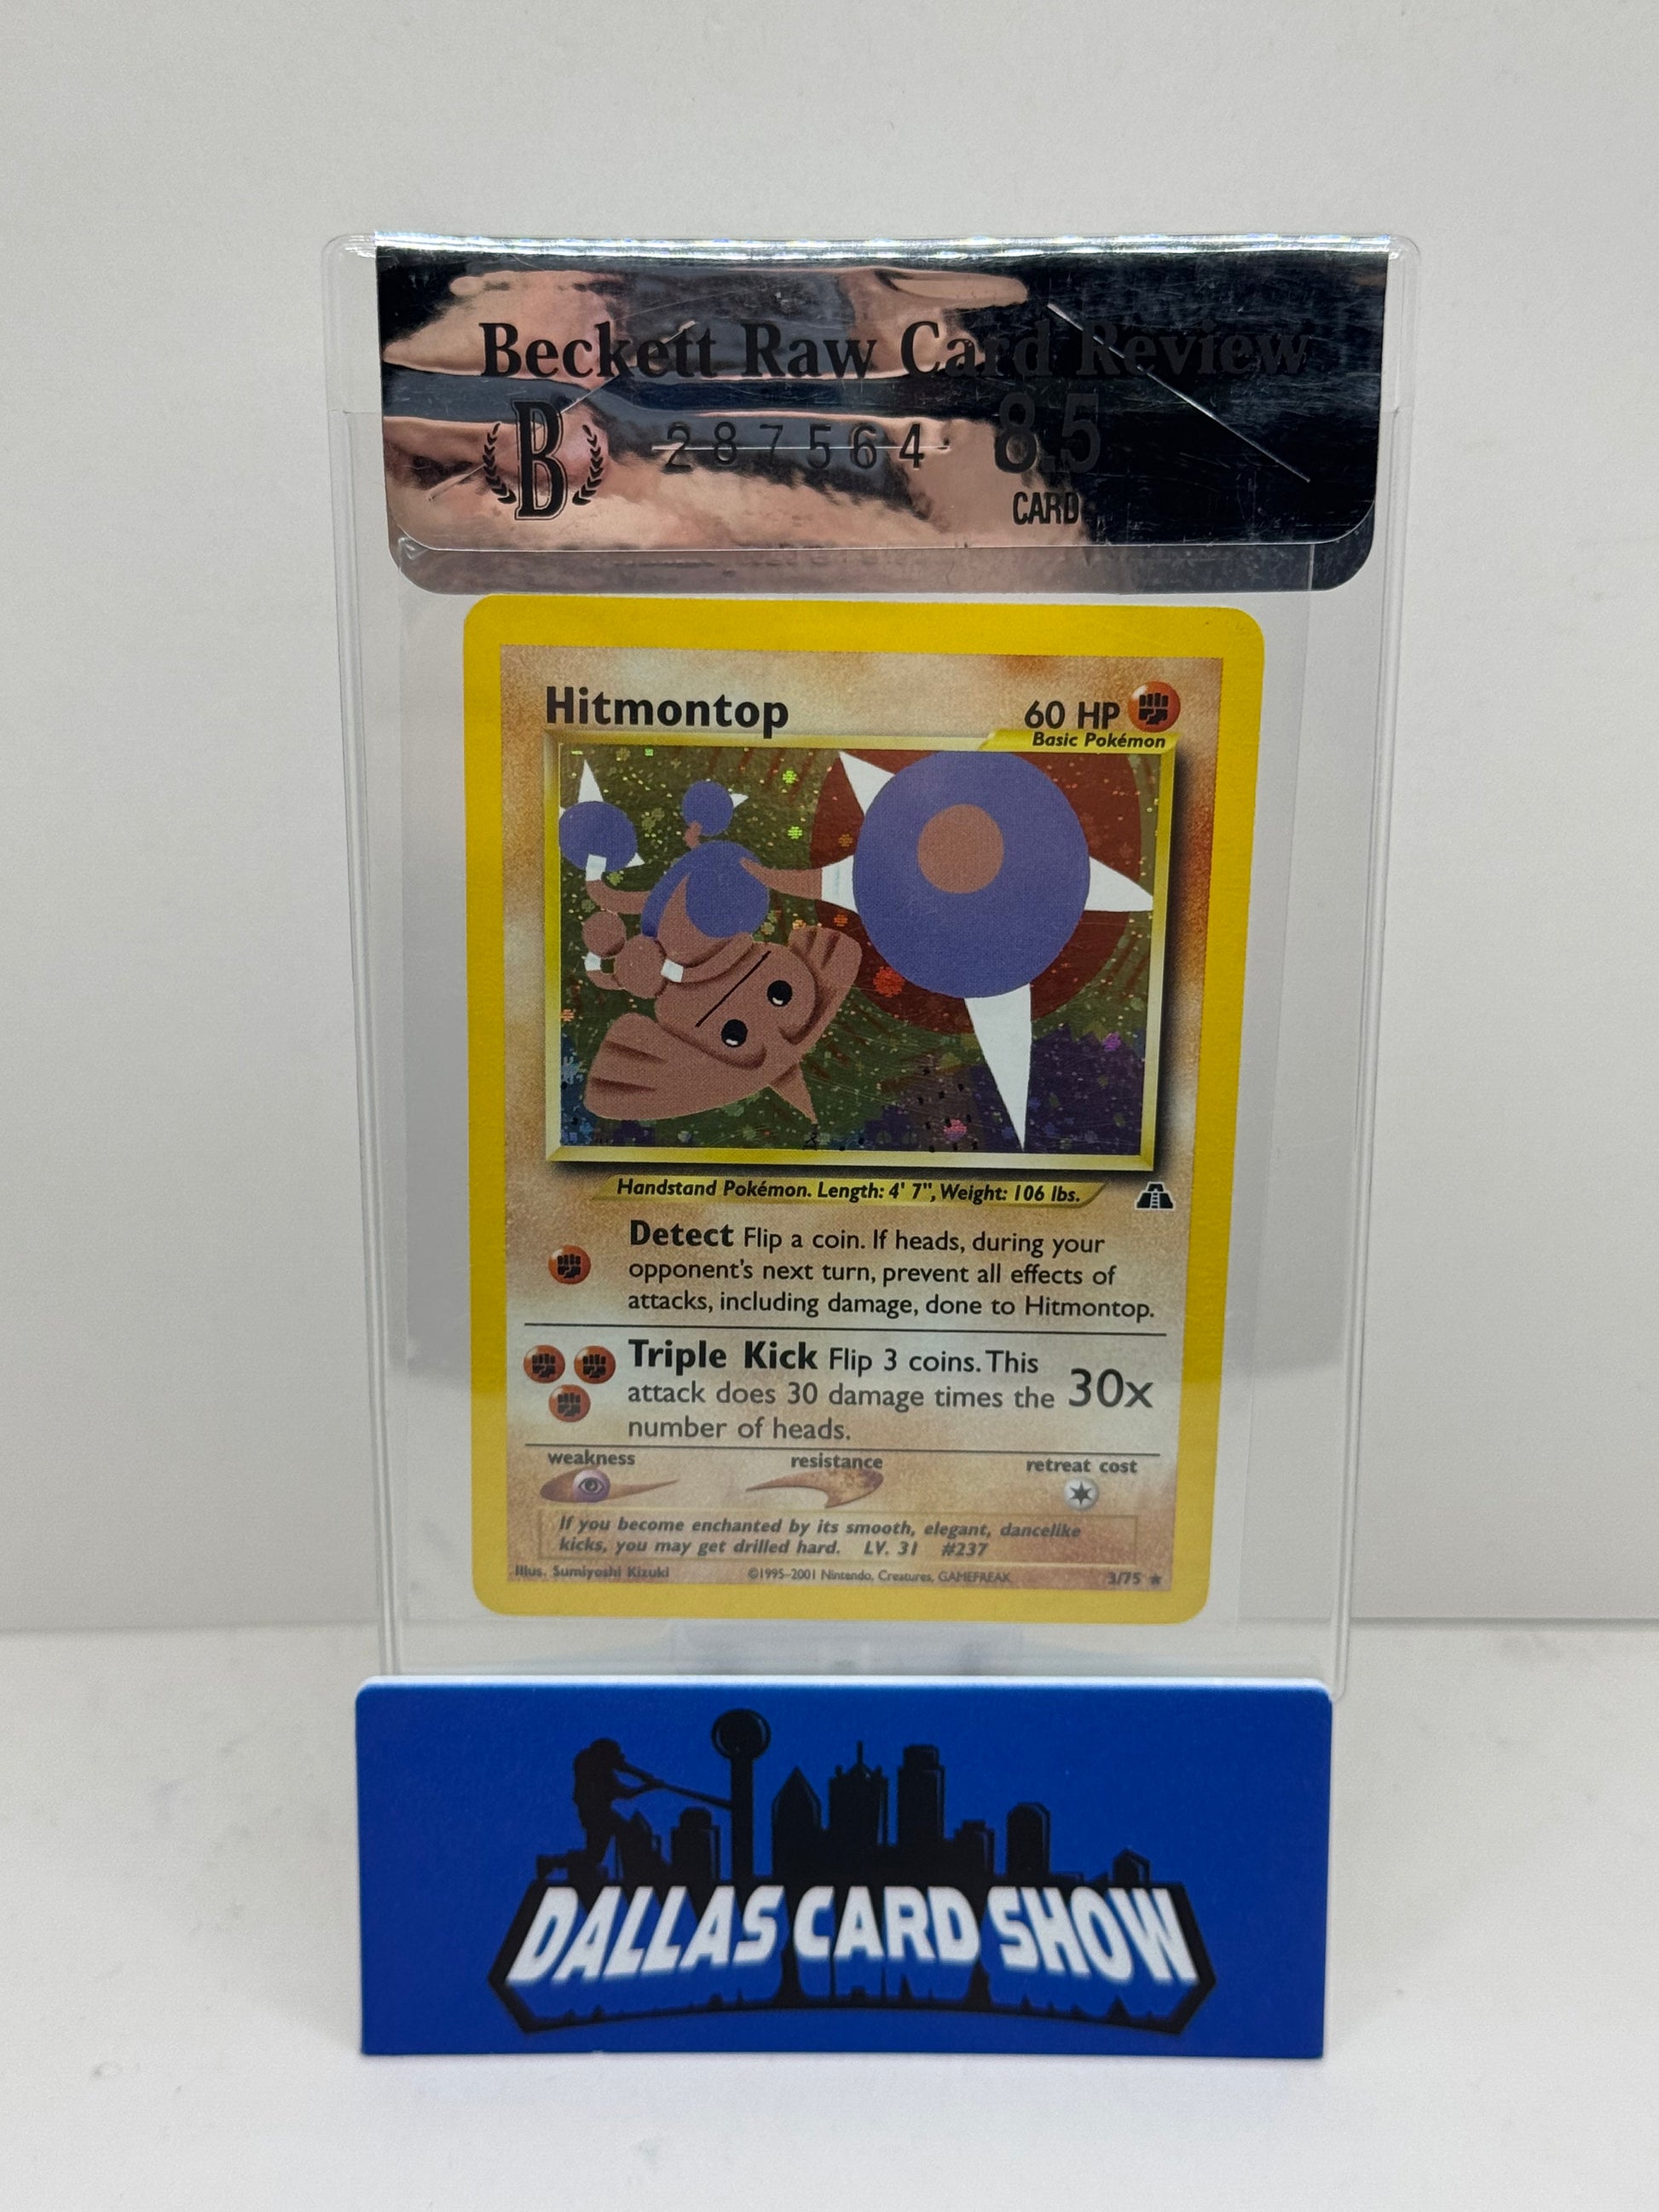 Beckett Raw Card Review
B 287564 8.5
CARD
Hitmontop 60 HP
Basic Pokémon
Handstand Pokémon. Length: 4' 7", Weight: 106 lbs.
Detect Flip a coin. If heads, during your
opponent's next turn, prevent all effects of
attacks, including damage, done to Hitmontop.
Triple Kick Flip 3 coins. This
attack does 30 damage times the 30x
number of heads.
weakness resistance retreat cost
If you become enchanted by its smooth, elegant, dancelike
kicks, you may get drilled hard. LV. 31 #237
Illus. Sumiyoshi Kizuki ©1995-2001 Nintendo, Creatures, GAMEFREAK 3/75
DALLAS CARD SHOW